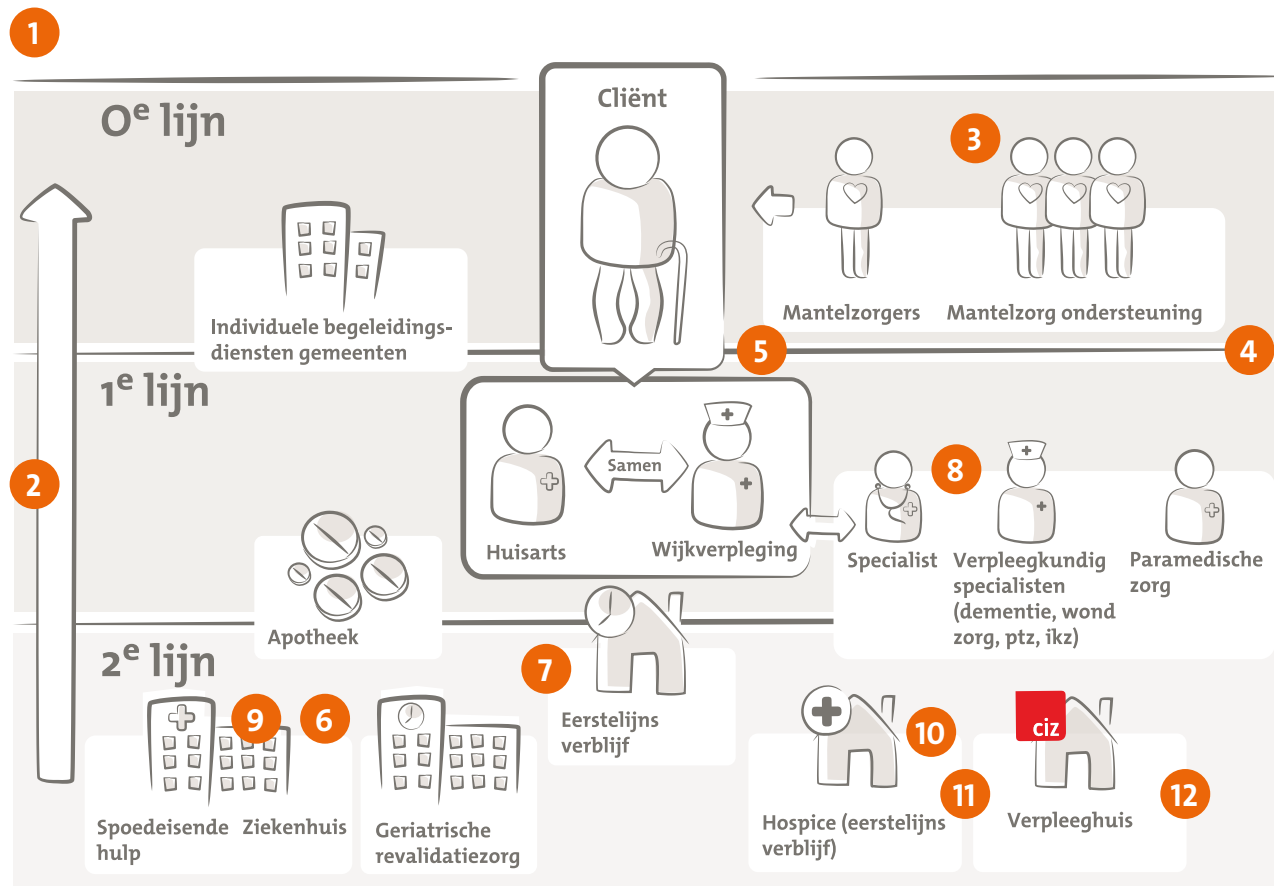 1
Cliënt
0e lijn
3
Individuele begeleidings-
diensten gemeenten
Mantelzorgers
Mantelzorg ondersteuning
5
4
1e lijn
2
Samen
8
Huisarts
Wijkverpleging
Specialist
Verpleegkundig
specialisten
(dementie, wond
zorg, ptz, ikz)
Paramedische
zorg
Apotheek
2e lijn
7
9
6
Eerstelijns
verblijf
10
ciz
11
12
Spoedeisende
hulp
Ziekenhuis
Geriatrische
revalidatiezorg
Hospice (eerstelijns
verblijf)
Verpleeghuis